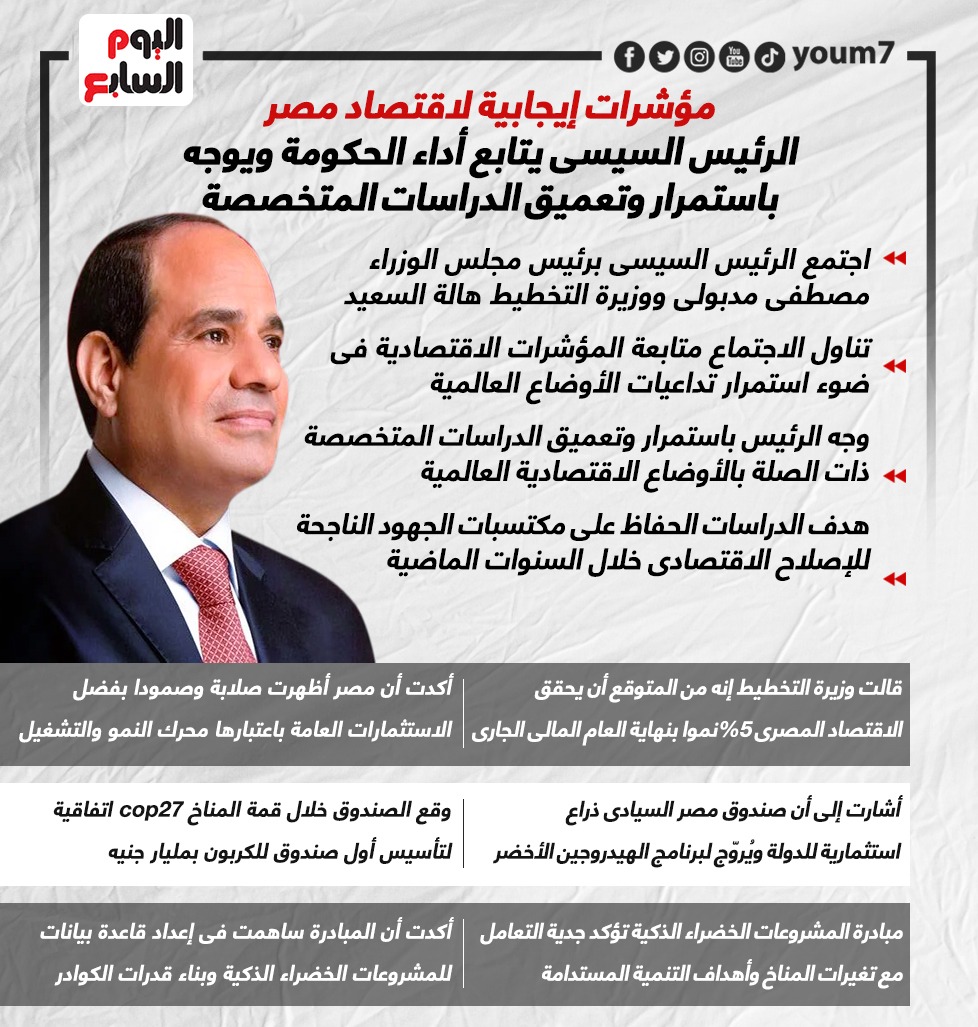 اليوم
السابع
youm7
You
Tube
مؤشرات إيجابية لاقتصاد مصر
الرئيس السيسى يتابع أداء الحكومة ويوجه
باستمرار وتعميق الدراسات المتخصصة
اجتمع الرئيس السيسى برئيس مجلس الوزراء
مصطفى مدبولى ووزيرة التخطيط هالة السعيد
تناول الاجتماع متابعة المؤشرات الاقتصادية فى
ضوء استمرار تداعيات الأوضاع العالمية
وجه الرئيس باستمرار وتعميق الدراسات المتخصصة
ذات الصلة بالأوضاع الاقتصادية العالمية
هدف الدراسات الحفاظ على مكتسبات الجهود الناجحة
للإصلاح الاقتصادى خلال السنوات الماضية
قالت وزيرة التخطيط إنه من المتوقع أن يحقق
الاقتصاد المصرى 5% نموا بنهاية العام المالى الجارى
أكدت أن مصر أظهرت صلابة وصمودا بفضل
الاستثمارات العامة باعتبارها محرك النمو والتشغيل
أشارت إلى أن صندوق مصر السيادى ذراع
استثمارية للدولة ويُروّج لبرنامج الهيدروجين الأخضر
وقع الصندوق خلال قمة المناخ cop27 اتفاقية
لتأسيس أول صندوق للكربون بمليار جنيه
مبادرة المشروعات الخضراء الذكية تؤكد جدية التعامل
مع تغيرات المناخ وأهداف التنمية المستدامة
أكدت أن المبادرة ساهمت فى إعداد قاعدة بيانات
للمشروعات الخضراء الذكية وبناء قدرات الكوادر